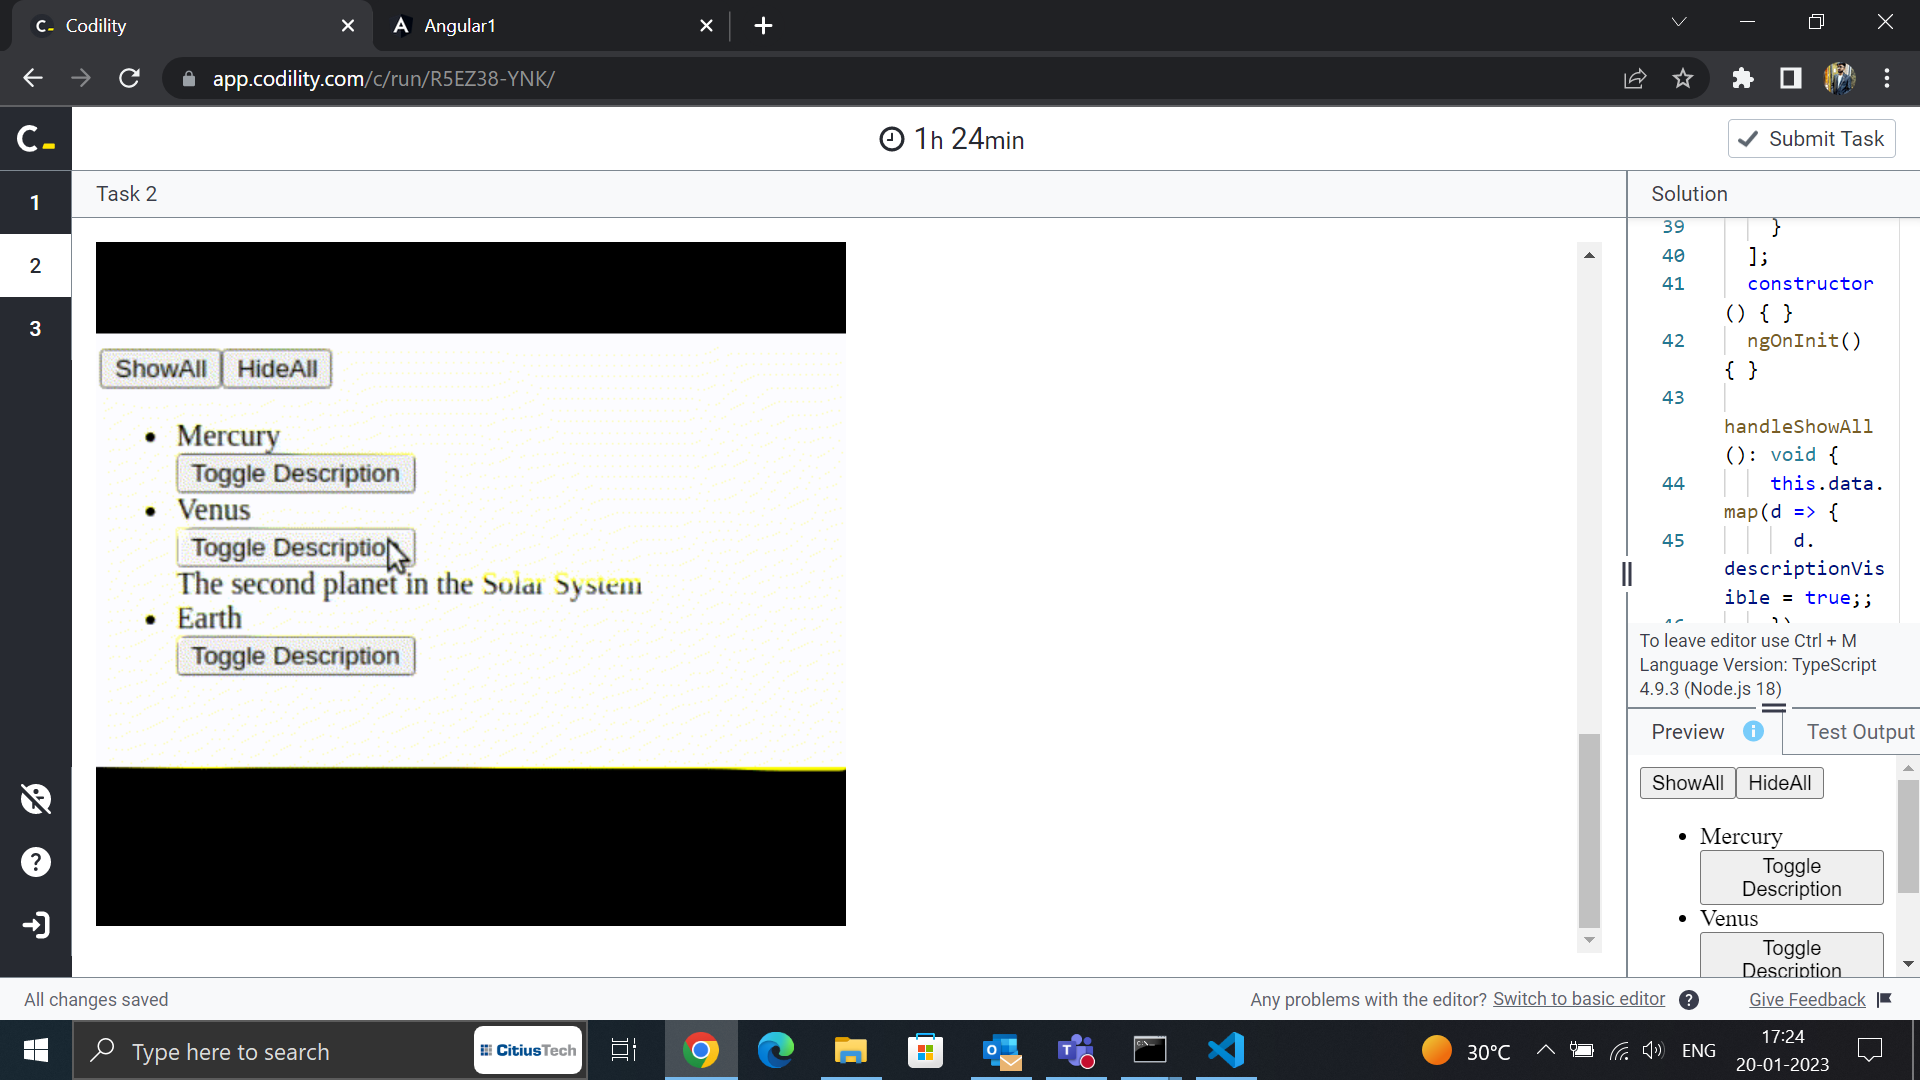 Codility
Angular1
app.codility.com/c/run/R5EZ38-YNK/
1h 24min
Submit Task
1
2
3
Task 2
ShowAll HideAll
Mercury
Toggle Description
Venus
Toggle Description
The second planet in the Solar System
Earth
Toggle Description
Solution
39 }
40 ];
41 constructor
() { }
42 ngOnInit()
{ }
43
handleShowAll
(): void {
44 this.data.
map(d => {
45 d.
descriptionVis
ible = true;;
To leave editor use Ctrl + M
Language Version: TypeScript
4.9.3 (Node.js 18)
Preview Test Output
ShowAll HideAll
Mercury
Toggle
Description
Venus
Toggle
Description
All changes saved
Any problems with the editor? Switch to basic editor
Give Feedback
Type here to search
CitiusTech
30°C
ENG
17:24
20-01-2023